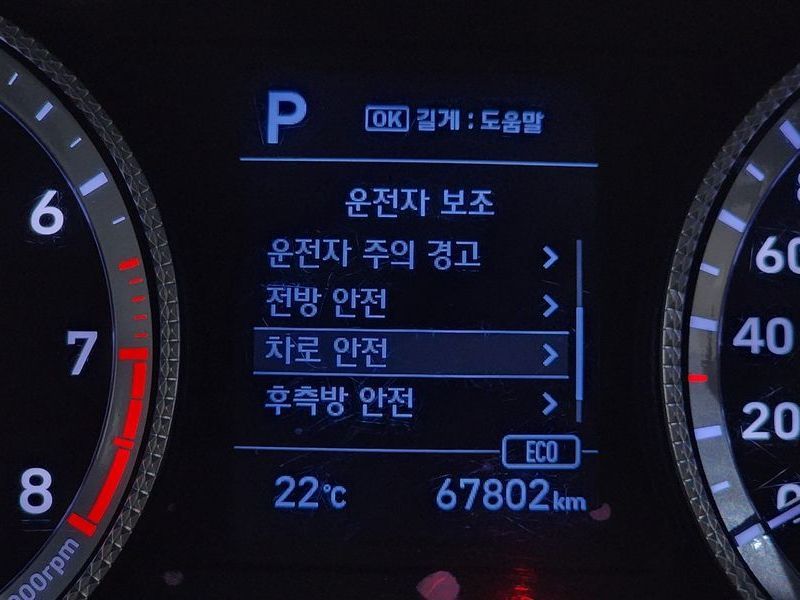 P
OK 길게 : 도움말
운전자 보조
운전자 주의 경고
전방 안전
차로 안전
후측방 안전
ECO
22°C
67802km
6
7
8
000rpm
60
40
20
0